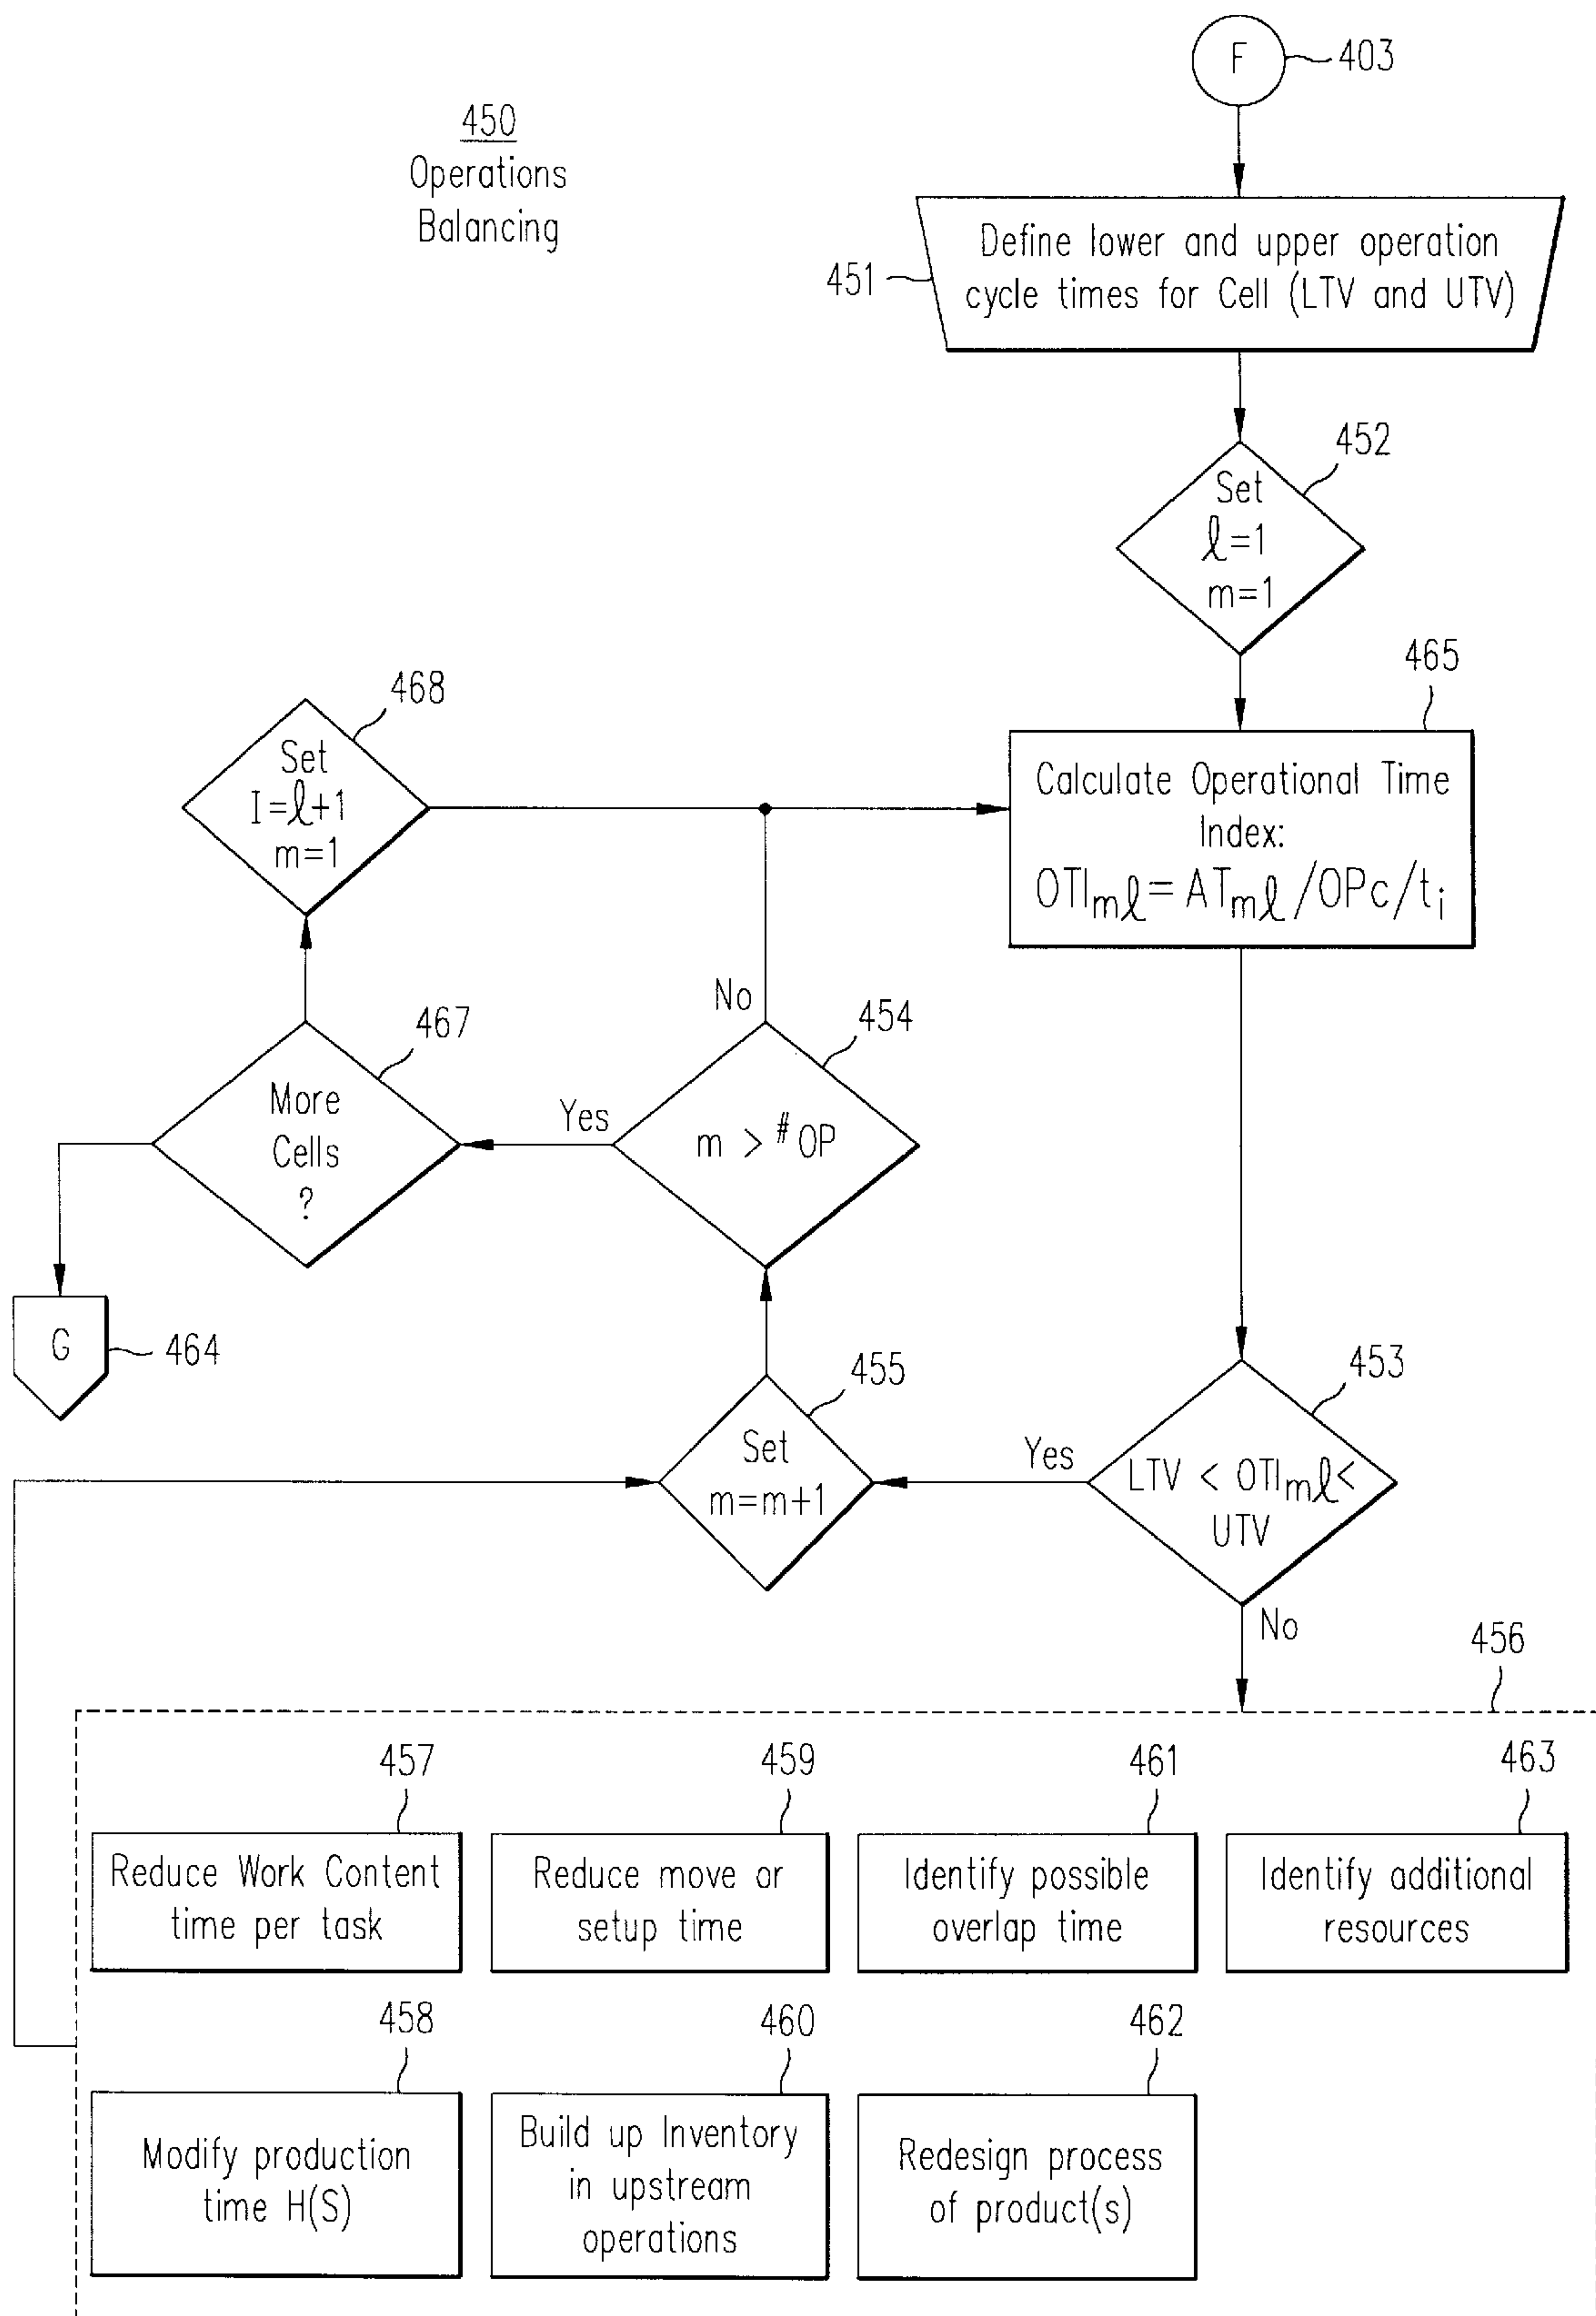 F
403
450
Operations
Balancing
Define lower and upper operation
cycle times for Cell (LTV and UTV)
451
452
Set
ℓ=1
m=1
465
468
Set
I=ℓ+1
m=1
Calculate Operational Time
Index:
OTI_mℓ = AT_mℓ /OPc/t_i
No
467
454
More
Cells
?
Yes
m > #OP
G
464
455
453
Set
m=m+1
Yes
LTV < OTI_mℓ <
UTV
No
456
457
459
461
463
Reduce Work Content
time per task
Reduce move or
setup time
Identify possible
overlap time
Identify additional
resources
458
460
462
Modify production
time H(S)
Build up Inventory
in upstream
operations
Redesign process
of product(s)